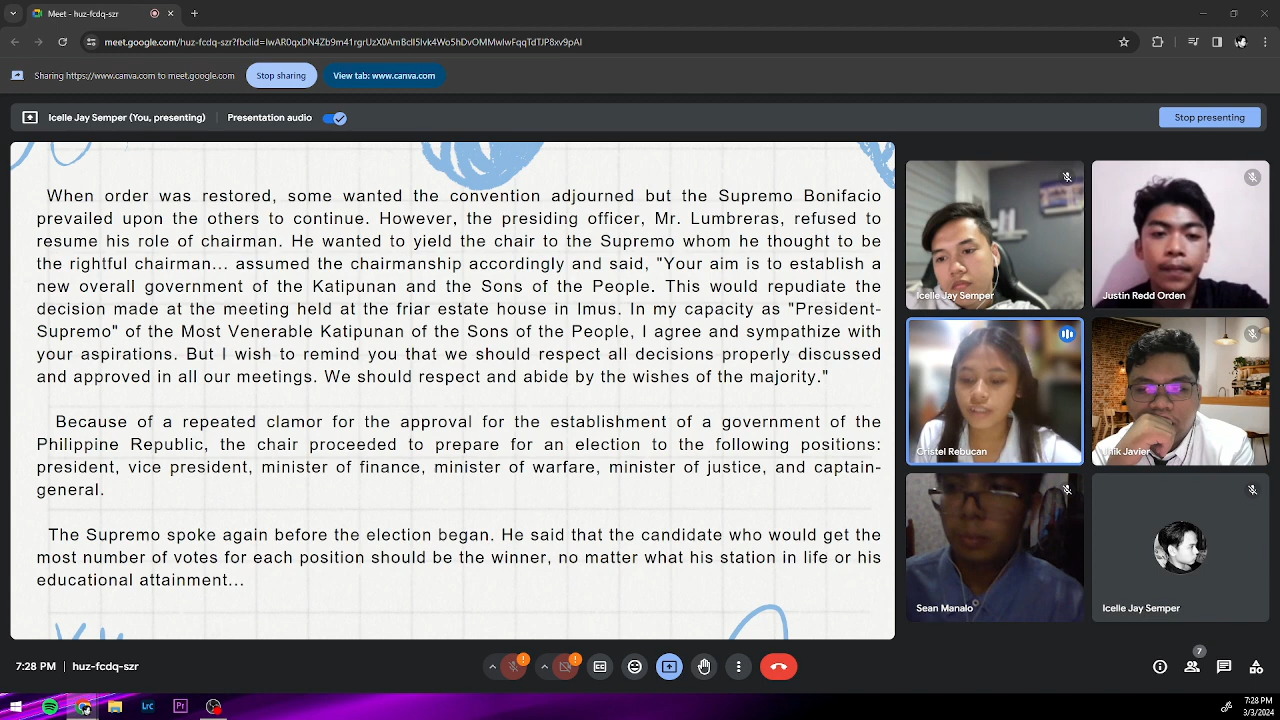 Meet - huz-fcdq-szr
meet.google.com/huz-fcdq-szr?fbclid=IwAR0qxDN4Zb9m41rgrUzX0AmBcIl5Ivk4Wo5hDvOMMwIwFqqTdTJP8xv9pAI
Sharing https://www.canva.com to meet.google.com
Stop sharing
View tab: www.canva.com
Icelle Jay Semper (You, presenting)
Presentation audio
Stop presenting
When order was restored, some wanted the convention adjourned but the Supremo Bonifacio
prevailed upon the others to continue. However, the presiding officer, Mr. Lumbreras, refused to
resume his role of chairman. He wanted to yield the chair to the Supremo whom he thought to be
the rightful chairman... assumed the chairmanship accordingly and said, "Your aim is to establish a
new overall government of the Katipunan and the Sons of the People. This would repudiate the
decision made at the meeting held at the friar estate house in Imus. In my capacity as "President-
Supremo" of the Most Venerable Katipunan of the Sons of the People, I agree and sympathize with
your aspirations. But I wish to remind you that we should respect all decisions properly discussed
and approved in all our meetings. We should respect and abide by the wishes of the majority."
Because of a repeated clamor for the approval for the establishment of a government of the
Philippine Republic, the chair proceeded to prepare for an election to the following positions:
president, vice president, minister of finance, minister of warfare, minister of justice, and captain-
general.
The Supremo spoke again before the election began. He said that the candidate who would get the
most number of votes for each position should be the winner, no matter what his station in life or his
educational attainment...
Icelle Jay Semper
Justin Redd Orden
Cristel Rebucan
Javier
Sean Manalo
Icelle Jay Semper
7:28 PM | huz-fcdq-szr
7
Lrc
Pr
7:28 PM
3/3/2024